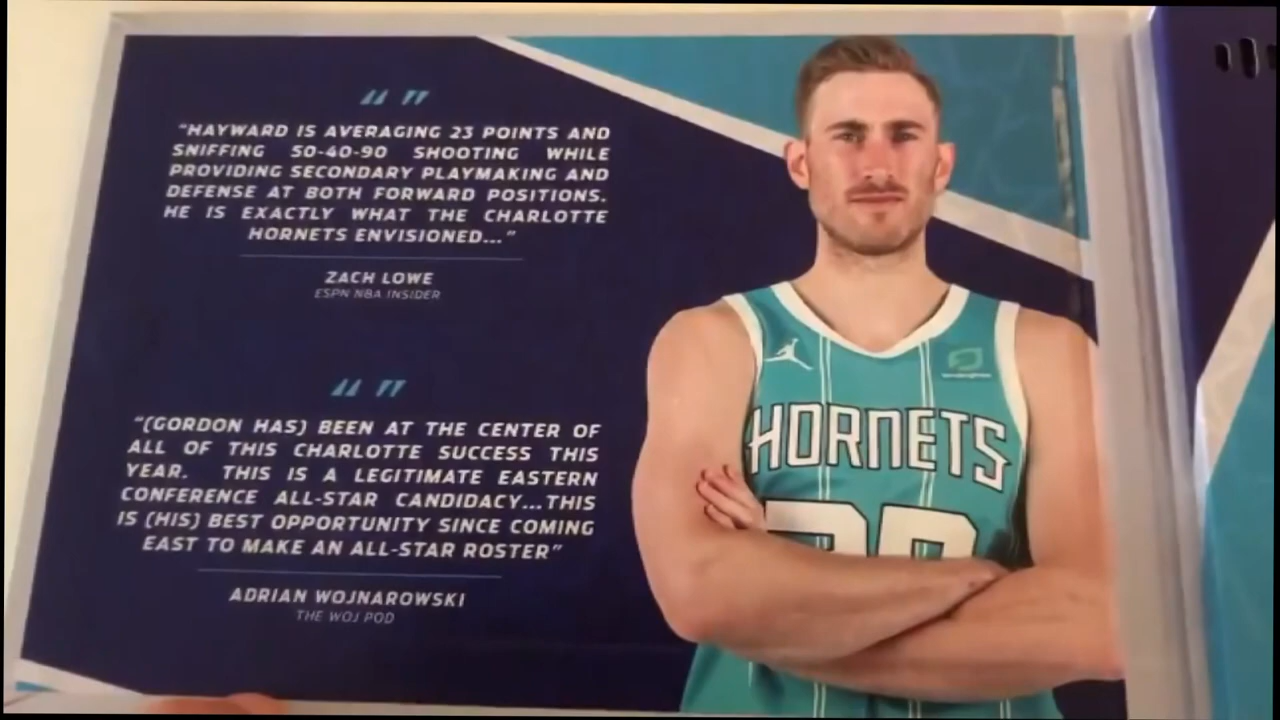 "HAYWARD IS AVERAGING 23 POINTS AND
SNIFFING 50-40-90 SHOOTING WHILE
PROVIDING SECONDARY PLAYMAKING AND
DEFENSE AT BOTH FORWARD POSITIONS.
HE IS EXACTLY WHAT THE CHARLOTTE
HORNETS ENVISIONED..."
ZACH LOWE
ESPN NBA INSIDER
"(GORDON HAS) BEEN AT THE CENTER OF
ALL OF THIS CHARLOTTE SUCCESS THIS
YEAR. THIS IS A LEGITIMATE EASTERN
CONFERENCE ALL-STAR CANDIDACY...THIS
IS (HIS) BEST OPPORTUNITY SINCE COMING
EAST TO MAKE AN ALL-STAR ROSTER"
ADRIAN WOJNAROWSKI
THE WOJ POD
HORNETS